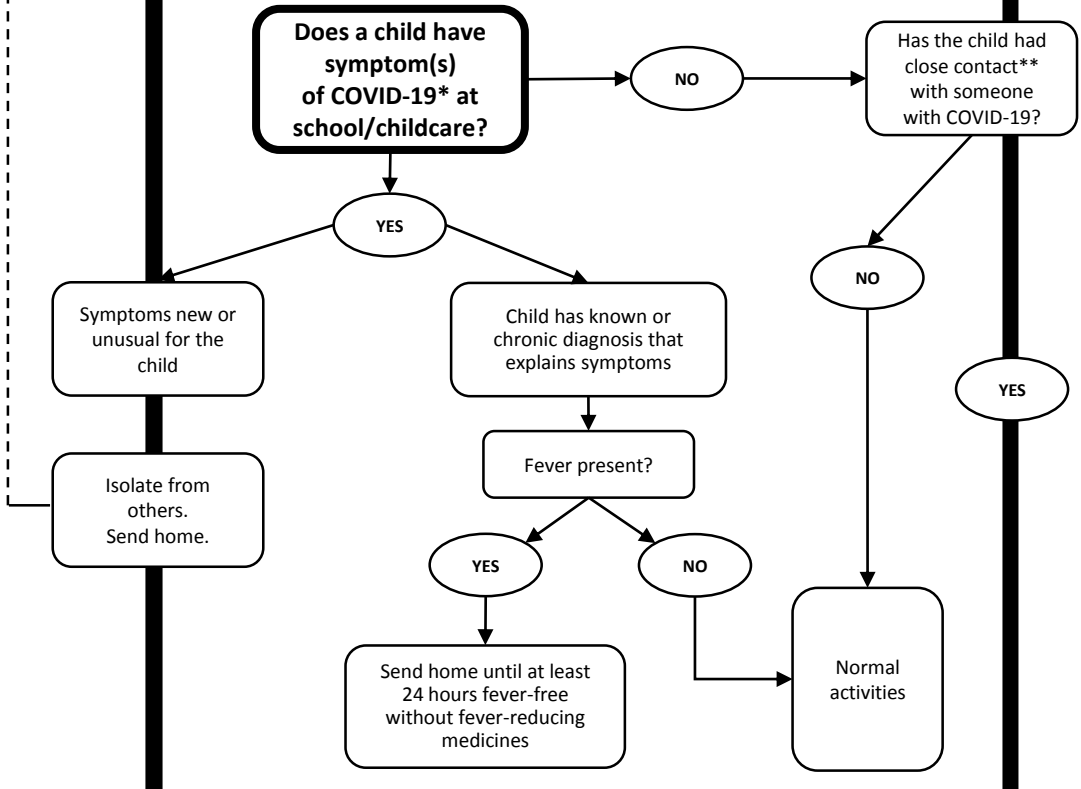 Does a child have
symptom(s)
of COVID-19* at
school/childcare?
NO
Has the child had
close contact**
with someone
with COVID-19?
YES
NO
Symptoms new or
unusual for the
child
Child has known or
chronic diagnosis that
explains symptoms
YES
Fever present?
Isolate from
others.
Send home.
YES
NO
Send home until at least
24 hours fever-free
without fever-reducing
medicines
Normal
activities